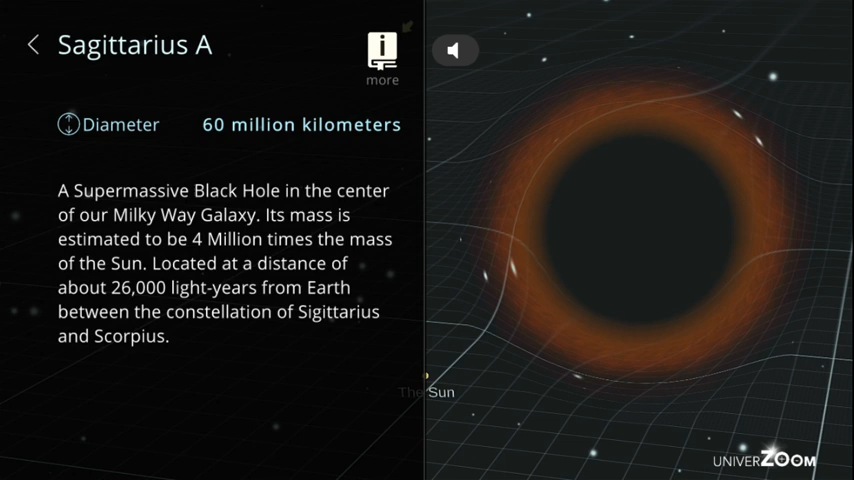 Sagittarius A
more
Diameter 60 million kilometers
A Supermassive Black Hole in the center
of our Milky Way Galaxy. Its mass is
estimated to be 4 Million times the mass
of the Sun. Located at a distance of
about 26,000 light-years from Earth
between the constellation of Sigittarius
and Scorpius.
The Sun
UNIVERZOOM